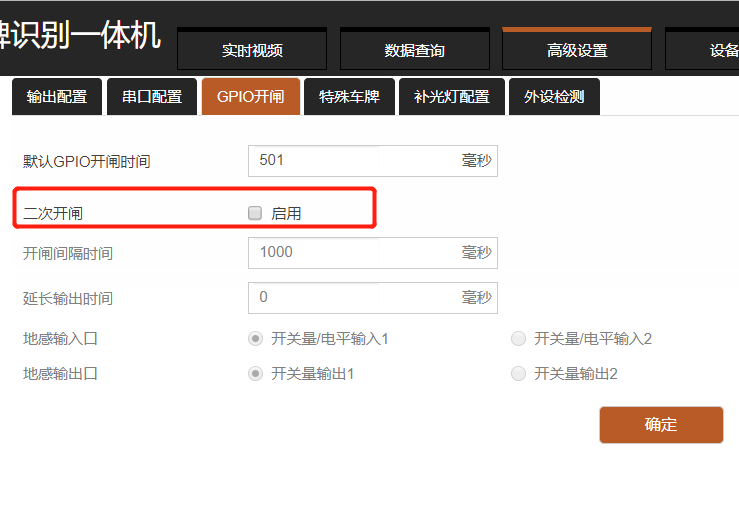 牌识别一体机
实时视频 数据查询 高级设置 设备
输出配置 串口配置 GPIO开闸 特殊车牌 补光灯配置 外设检测
默认GPIO开闸时间 501 毫秒
二次开闸 启用
开闸间隔时间 1000 毫秒
延长输出时间 0 毫秒
地感输入口 开关量/电平输入1 开关量/电平输入2
地感输出口 开关量输出1 开关量输出2
确定